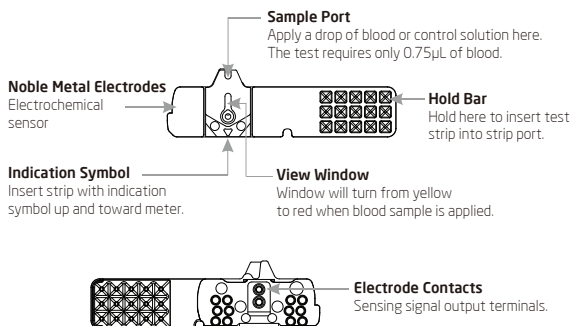 Sample Port
Apply a drop of blood or control solution here.
The test requires only 0.75µL of blood.
Noble Metal Electrodes
Electrochemical
sensor
Hold Bar
Hold here to insert test
strip into strip port.
Indication Symbol
Insert strip with indication
symbol up and toward meter.
View Window
Window will turn from yellow
to red when blood sample is applied.
Electrode Contacts
Sensing signal output terminals.